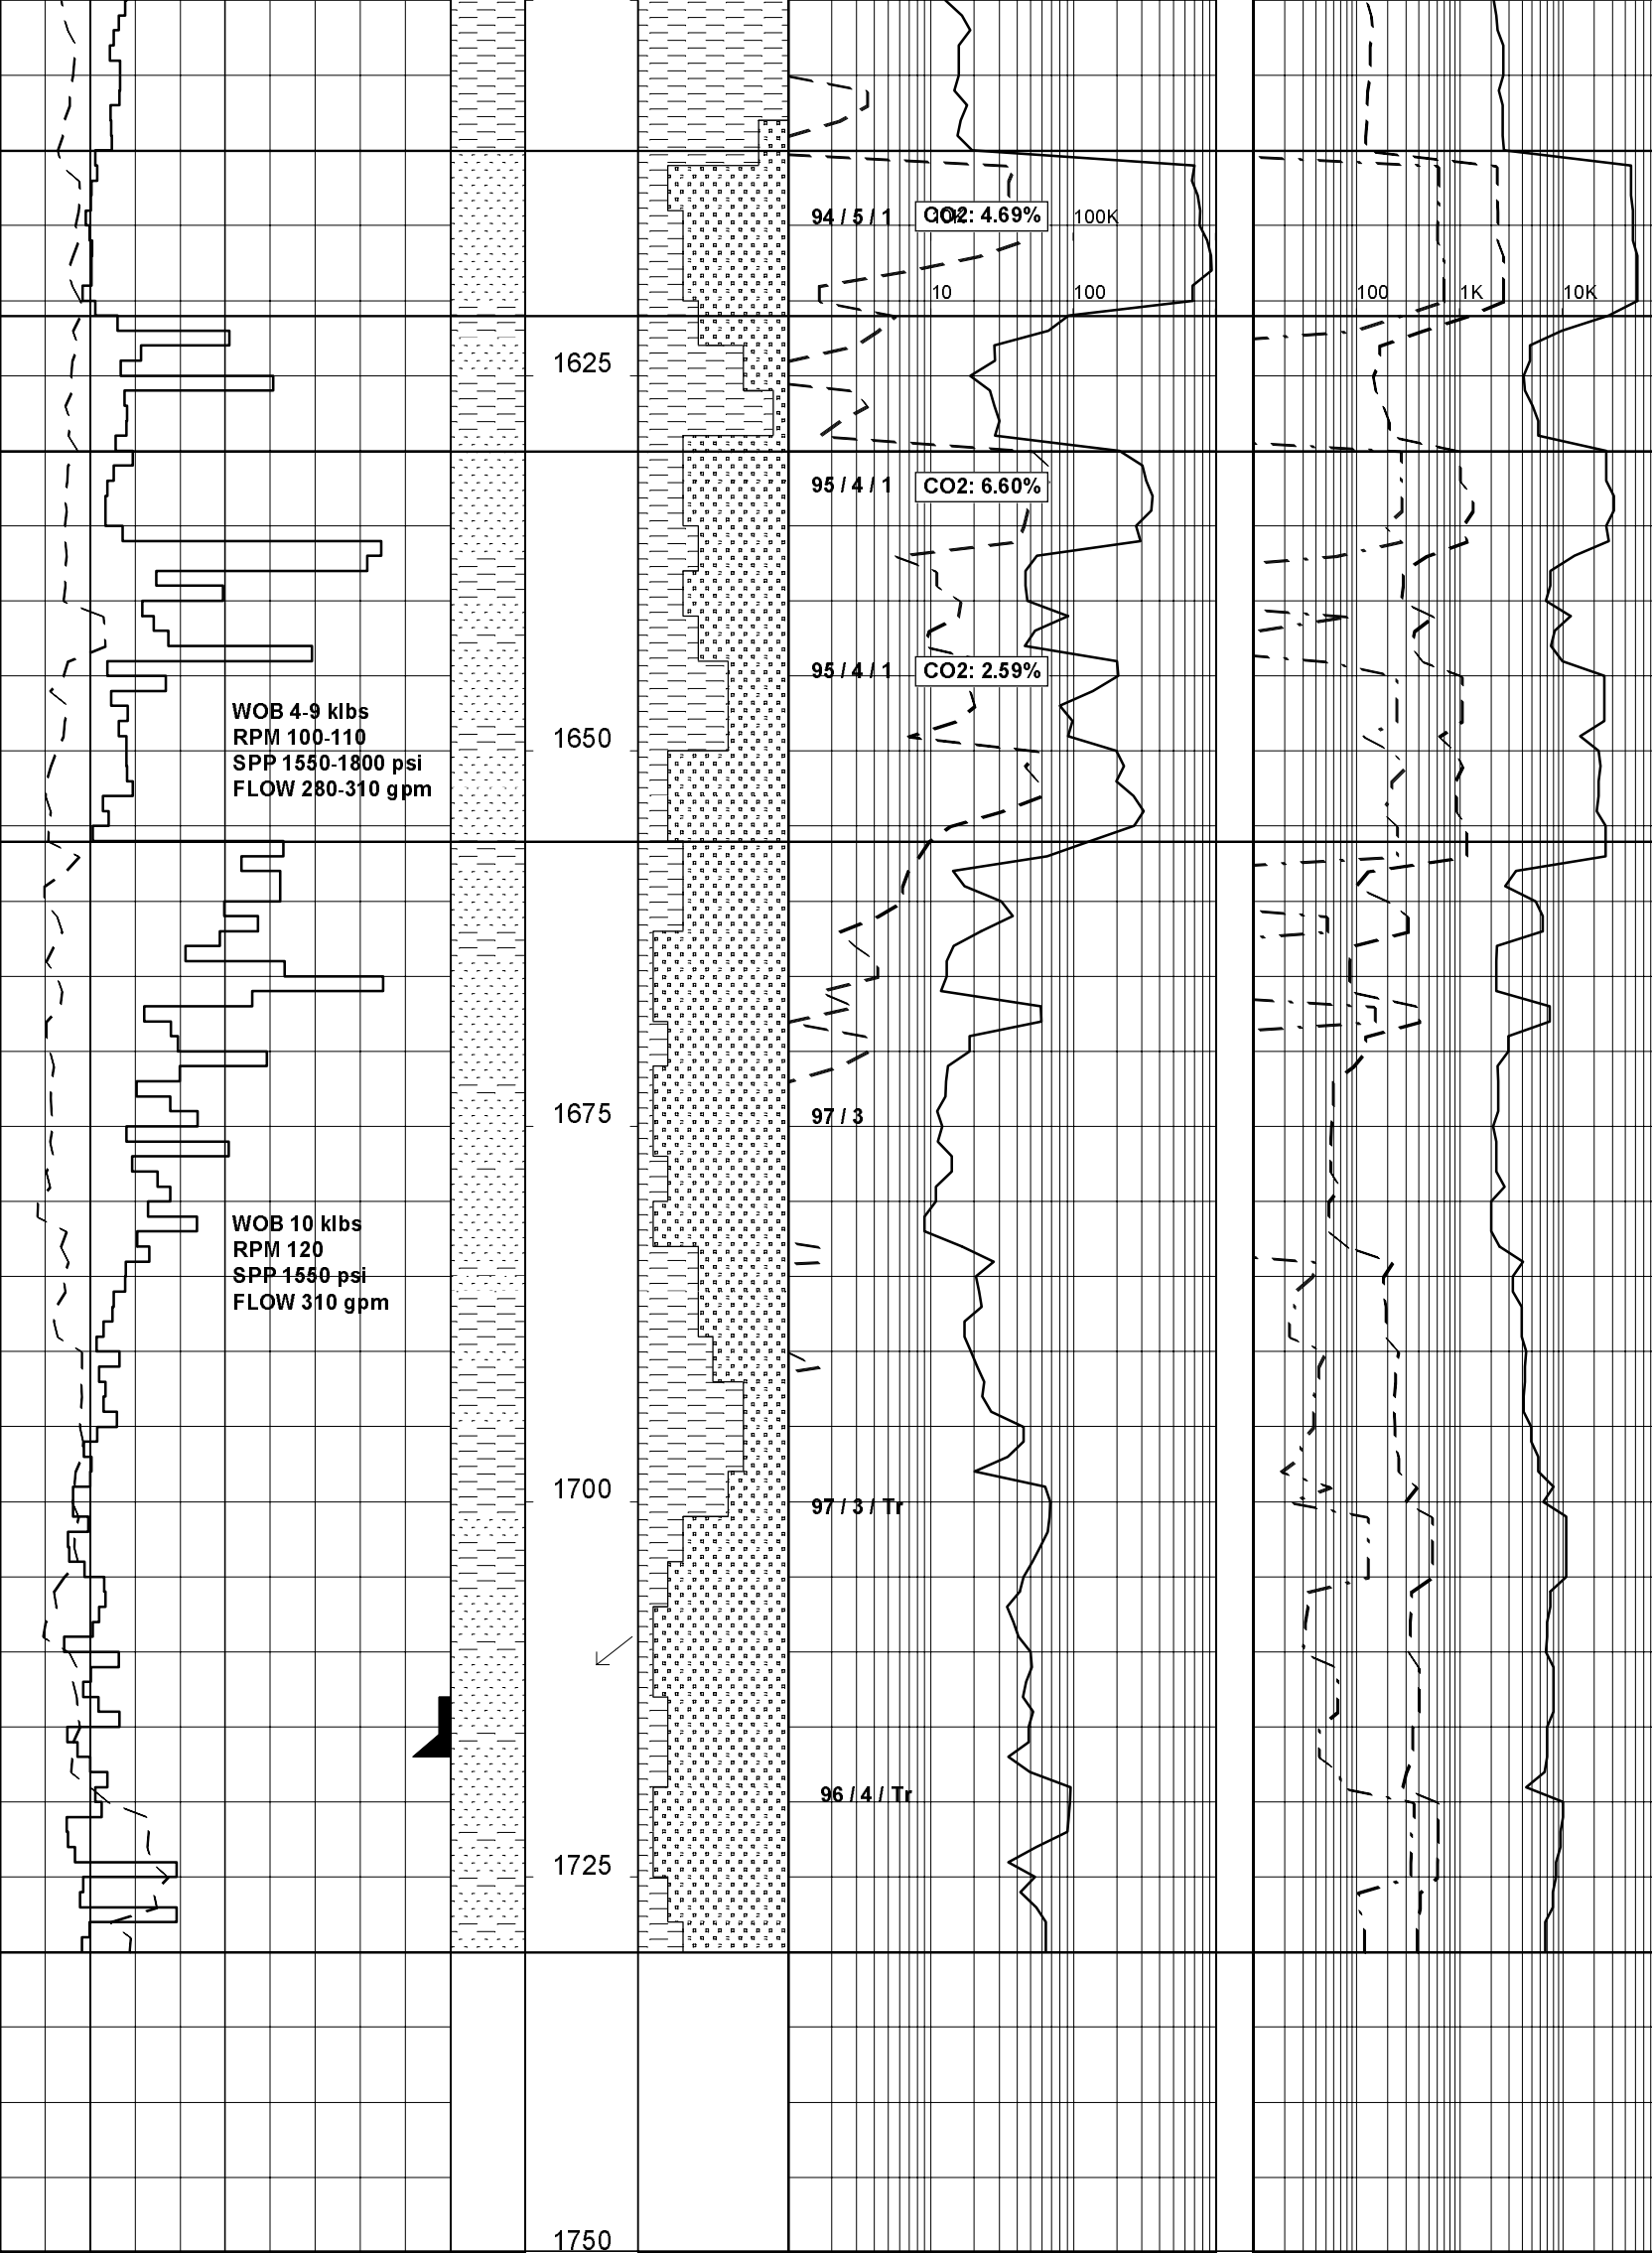 94 / 5 / 1
CO2: 4.69%
100K
10
100
100
1K
10K
1625
95 / 4 / 1
CO2: 6.60%
95 / 4 / 1
CO2: 2.59%
WOB 4-9 klbs
RPM 100-110
SPP 1550-1800 psi
FLOW 280-310 gpm
1650
1675
97 / 3
WOB 10 klbs
RPM 120
SPP 1550 psi
FLOW 310 gpm
1700
97 / 3 / Tr
96 / 4 / Tr
1725
1750